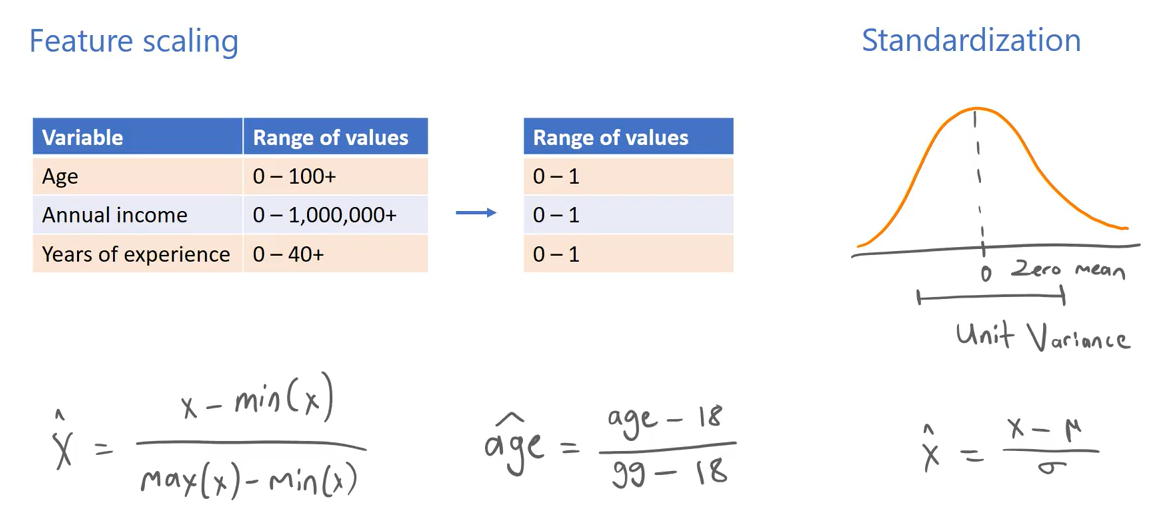 Feature scaling
Standardization
Variable Range of values
Age 0 – 100+
Annual income 0 – 1,000,000+
Years of experience 0 – 40+
Range of values
0 – 1
0 – 1
0 – 1
0 Zero mean
Unit Variance
x̂ = x - min(x)
max(x) - min(x)
age^ = age - 18
99 - 18
x̂ = x - μ
σ